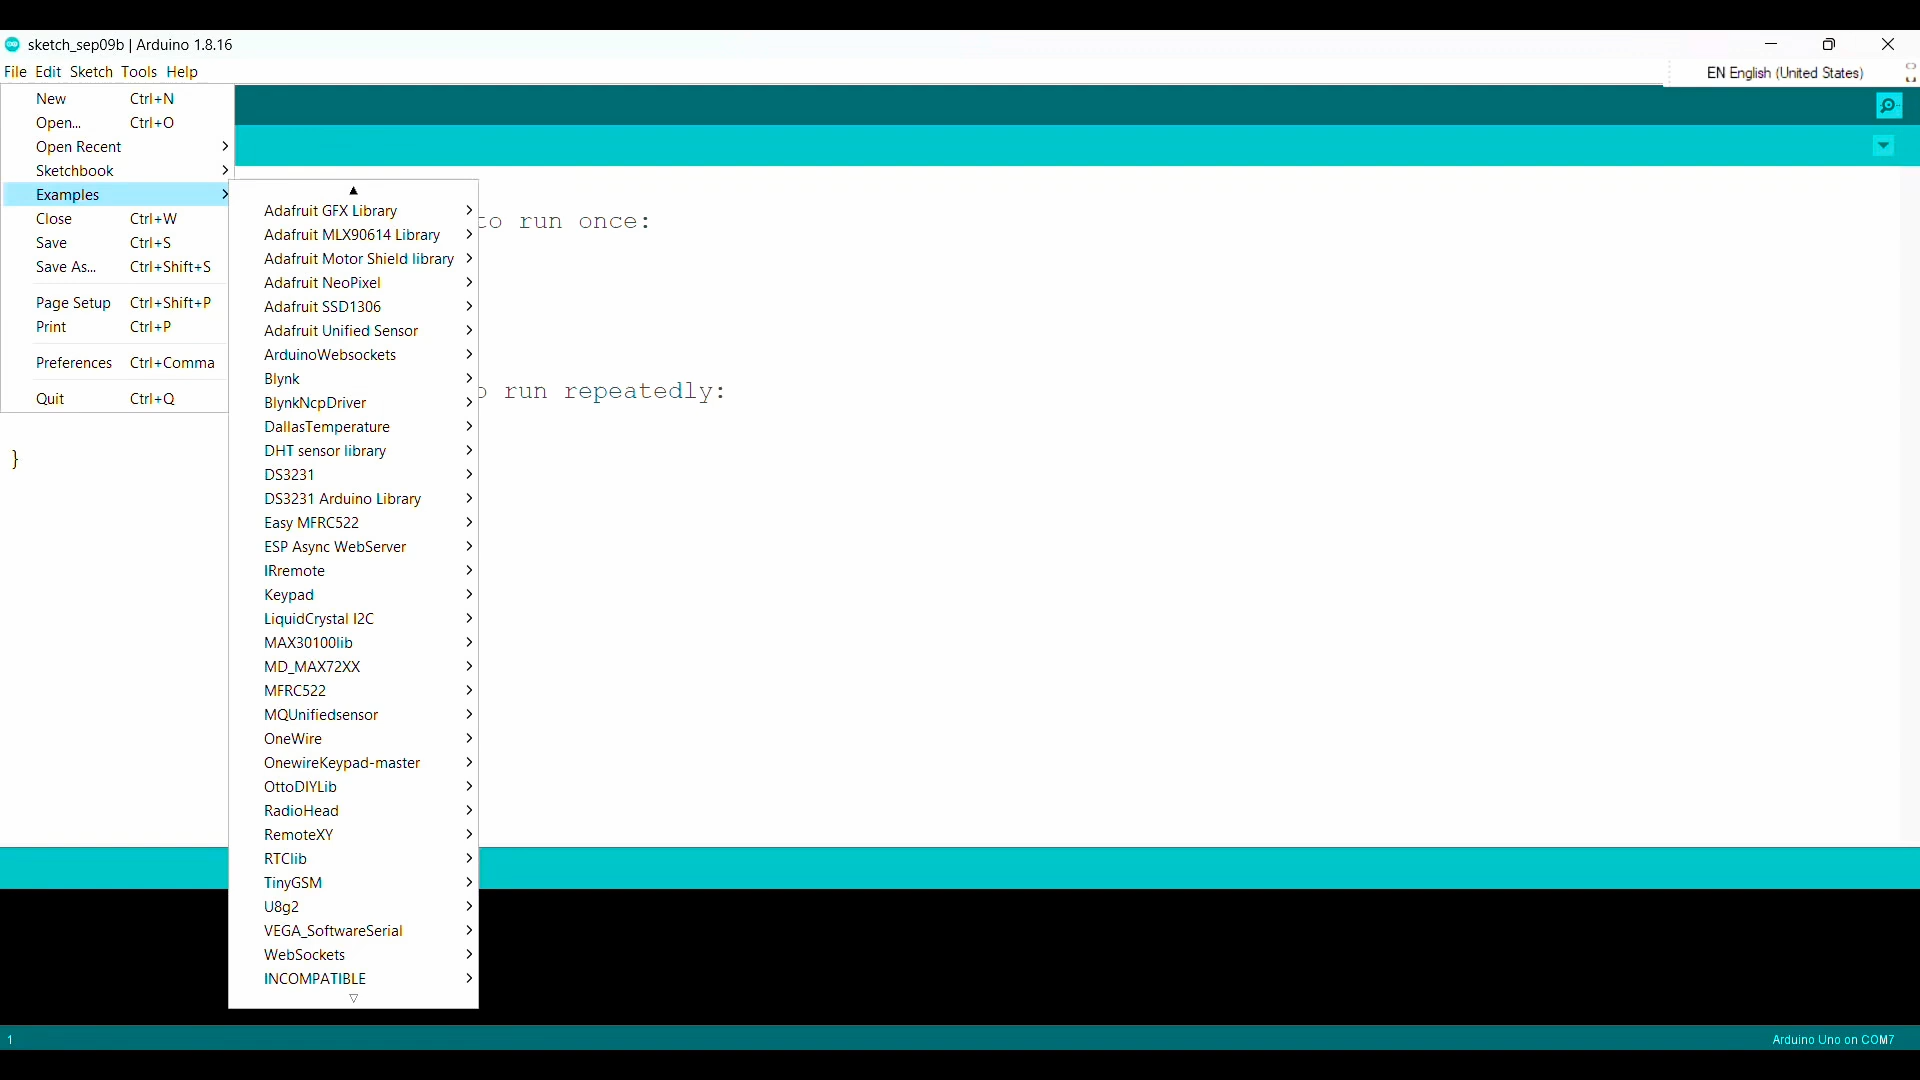 sketch_sep09b | Arduino 1.8.16
File Edit Sketch Tools Help
EN English (United States)
New Ctrl+N
Open... Ctrl+O
Open Recent
Sketchbook
Examples
Close Ctrl+W
Save Ctrl+S
Save As... Ctrl+Shift+S
Page Setup Ctrl+Shift+P
Print Ctrl+P
Preferences Ctrl+Comma
Quit Ctrl+Q
Adafruit GFX Library
Adafruit MLX90614 Library
Adafruit Motor Shield library
Adafruit NeoPixel
Adafruit SSD1306
Adafruit Unified Sensor
ArduinoWebsockets
Blynk
BlynkNcpDriver
DallasTemperature
DHT sensor library
DS3231
DS3231 Arduino Library
Easy MFRC522
ESP Async WebServer
IRremote
Keypad
LiquidCrystal I2C
MAX30100lib
MD_MAX72XX
MFRC522
MQUnifiedsensor
OneWire
OnewireKeypad-master
OttoDIYLib
RadioHead
RemoteXY
RTClib
TinyGSM
U8g2
VEGA_SoftwareSerial
WebSockets
INCOMPATIBLE
to run once:
run repeatedly:
}
1
Arduino Uno on COM7